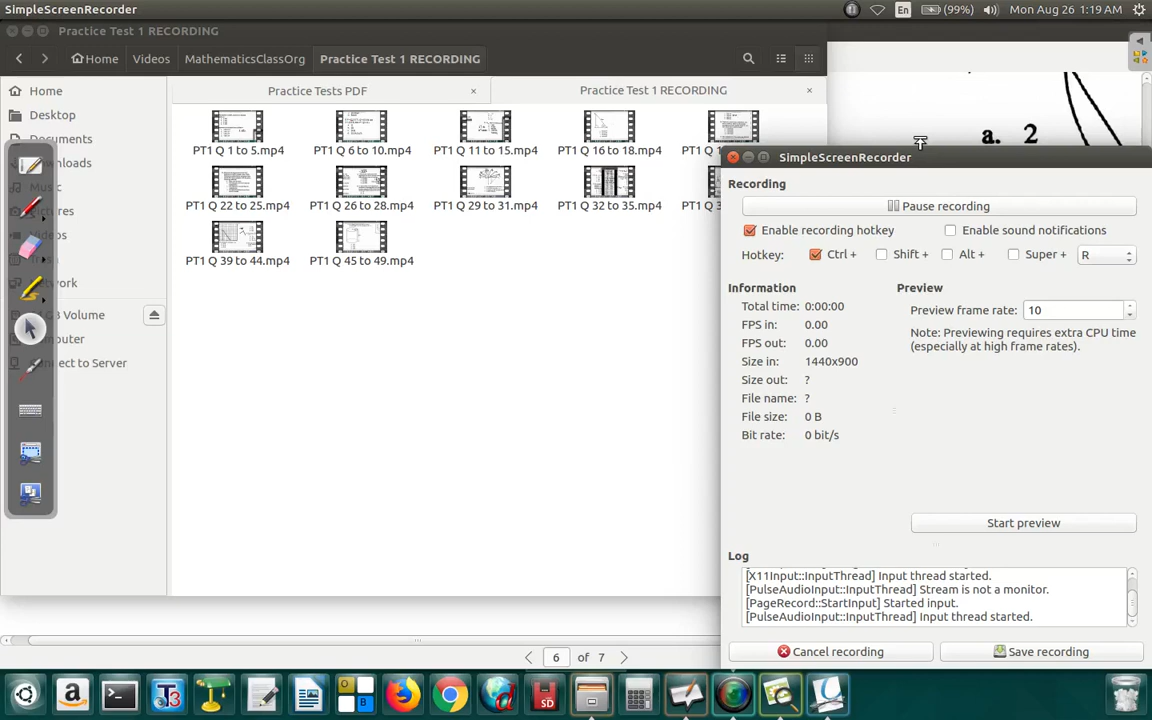 SimpleScreenRecorder
En
(99%)
Mon Aug 26 1:19 AM
Practice Test 1 RECORDING
Home
Videos
MathematicsClassOrg
Practice Test 1 RECORDING
Home
Desktop
Documents
Practice Tests PDF
Practice Test 1 RECORDING
PT1 Q 1 to 5.mp4
PT1 Q 6 to 10.mp4
PT1 Q 11 to 15.mp4
PT1 Q 16 to 18.mp4
PT1 Q 22 to 25.mp4
PT1 Q 26 to 28.mp4
PT1 Q 29 to 31.mp4
PT1 Q 32 to 35.mp4
PT1 Q 39 to 44.mp4
PT1 Q 45 to 49.mp4
Computer
Connect to Server
a. 2
SimpleScreenRecorder
Recording
Pause recording
Enable recording hotkey
Enable sound notifications
Hotkey:
Ctrl +
Shift +
Alt +
Super +
R
Information
Total time: 0:00:00
FPS in: 0.00
FPS out: 0.00
Size in: 1440x900
Size out: ?
File name: ?
File size: 0 B
Bit rate: 0 bit/s
Preview
Preview frame rate: 10
Note: Previewing requires extra CPU time
(especially at high frame rates).
Start preview
Log
[X11Input::InputThread] Input thread started.
[PulseAudioInput::InputThread] Stream is not a monitor.
[PageRecord::StartInput] Started input.
[PulseAudioInput::InputThread] Input thread started.
Cancel recording
Save recording
6 of 7
SD